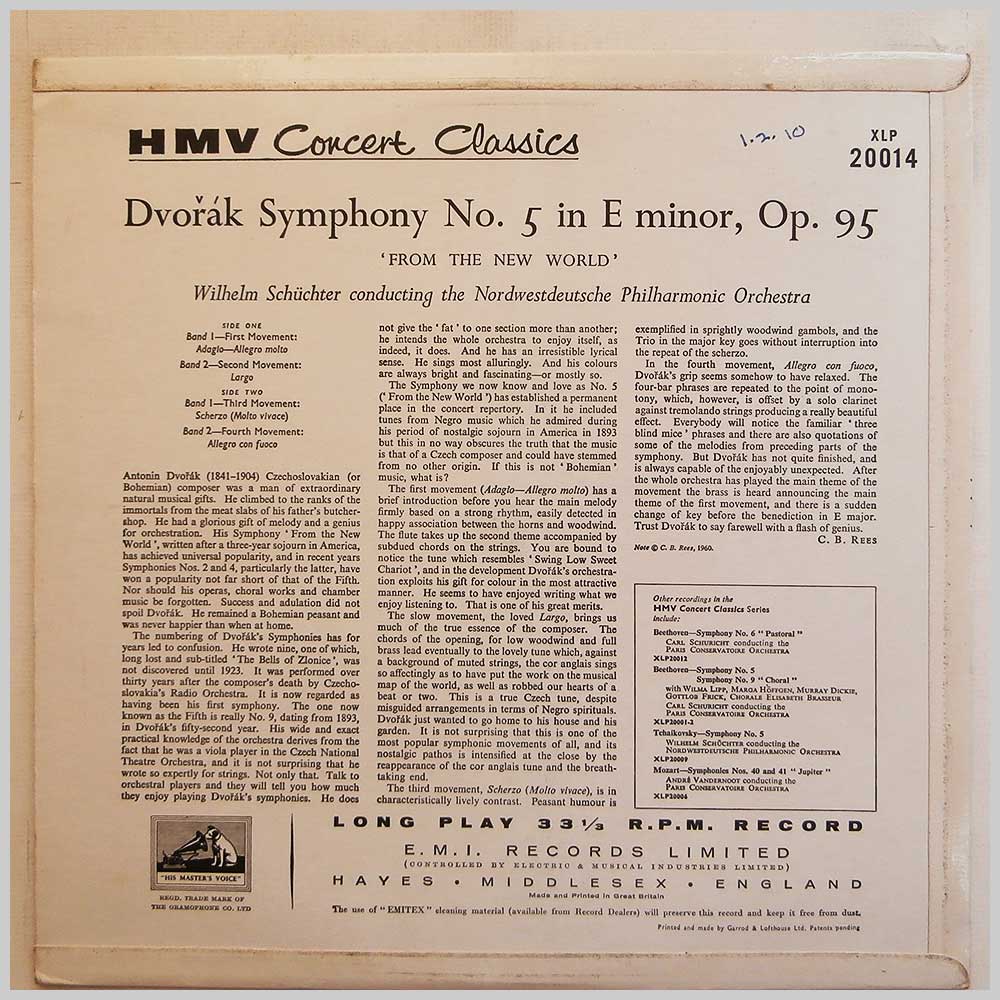 HMV Concert Classics
1.2.10
XLP
20014
Dvořák Symphony No. 5 in E minor, Op. 95
‘FROM THE NEW WORLD’
Wilhelm Schüchter conducting the Nordwestdeutsche Philharmonic Orchestra
SIDE ONE
Band 1—First Movement:
Adagio—Allegro molto
Band 2—Second Movement:
Largo
SIDE TWO
Band 1—Third Movement:
Scherzo (Molto vivace)
Band 2—Fourth Movement:
Allegro con fuoco
Antonin Dvořák (1841–1904) Czechoslovakian (or
Bohemian) composer was a man of extraordinary
natural musical gifts. He climbed to the ranks of the
immortals from the meat slabs of his father's butcher-
shop. He had a glorious gift of melody and a genius
for orchestration. His Symphony ‘From the New
World’, written after a three-year sojourn in America,
has achieved universal popularity, and in recent years
Symphonies Nos. 2 and 4, particularly the latter, have
won a popularity not far short of that of the Fifth.
Nor should his operas, choral works and chamber
music be forgotten. Success and adulation did not
spoil Dvořák. He remained a Bohemian peasant and
was never happier than when at home.
The numbering of Dvořák's Symphonies has for
years led to confusion. He wrote nine, one of which,
long lost and sub-titled ‘The Bells of Zlonice’, was
not discovered until 1923. It was performed over
thirty years after the composer's death by Czecho-
slovakia's Radio Orchestra. It is now regarded as
having been his first symphony. The one now
known as the Fifth is really No. 9, dating from 1893,
in Dvořák's fifty-second year. His wide and exact
practical knowledge of the orchestra derives from the
fact that he was a viola player in the Czech National
Theatre Orchestra, and it is not surprising that he
wrote so expertly for strings. Not only that. Talk to
orchestral players and they will tell you how much
they enjoy playing Dvořák's symphonies. He does
not give the ‘fat’ to one section more than another;
he intends the whole orchestra to enjoy itself, as
indeed, it does. And he has an irresistible lyrical
sense. He sings most alluringly. And his colours
are always bright and fascinating—or mostly so.
The Symphony we now know and love as No. 5
(‘From the New World’) has established a permanent
place in the concert repertory. In it he included
tunes from Negro music which he admired during
his period of nostalgic sojourn in America in 1893
but this in no way obscures the truth that the music
is that of a Czech composer and could have stemmed
from no other origin. If this is not ‘Bohemian’
music, what is?
The first movement (Adagio—Allegro molto) has a
brief introduction before you hear the main melody
firmly based on a strong rhythm, easily detected in
happy association between the horns and woodwind.
The flute takes up the second theme accompanied by
subdued chords on the strings. You are bound to
notice the tune which resembles ‘Swing Low Sweet
Chariot’, and in the development Dvořák's orchestra-
tion exploits his gift for colour in the most attractive
manner. He seems to have enjoyed writing what we
enjoy listening to. That is one of his great merits.
The slow movement, the loved Largo, brings us
much of the true essence of the composer. The
chords of the opening, for low woodwind and full
brass lead eventually to the lovely tune which, against
a background of muted strings, the cor anglais sings
so affectingly as to have put the work on the musical
map of the world, as well as robbed our hearts of a
beat or two. This is a true Czech tune, despite
misguided arrangements in terms of Negro spirituals.
Dvořák just wanted to go home to his house and his
garden. It is not surprising that this is one of the
most popular symphonic movements of all, and its
nostalgic pathos is intensified at the close by the
reappearance of the cor anglais tune and the breath-
taking end.
The third movement, Scherzo (Molto vivace), is in
characteristically lively contrast. Peasant humour is
exemplified in sprightly woodwind gambols, and the
Trio in the major key goes without interruption into
the repeat of the scherzo.
In the fourth movement, Allegro con fuoco,
Dvořák's grip seems somehow to have relaxed. The
four-bar phrases are repeated to the point of mono-
tony, which, however, is offset by a solo clarinet
against tremolando strings producing a really beautiful
effect. Everybody will notice the familiar ‘three
blind mice’ phrases and there are also quotations of
some of the melodies from preceding parts of the
symphony. But Dvořák has not quite finished, and
is always capable of the enjoyably unexpected. After
the whole orchestra has played the main theme of the
movement the brass is heard announcing the main
theme of the first movement, and there is a sudden
change of key before the benediction in E major.
Trust Dvořák to say farewell with a flash of genius.
C. B. REES
Note © C. B. Rees, 1960.
Other recordings in the
HMV Concert Classics Series
include:
Beethoven—Symphony No. 6 "Pastoral"
CARL SCHURICHT conducting the
PARIS CONSERVATOIRE ORCHESTRA
XLP20012
Beethoven—Symphony No. 5
Symphony No. 9 "Choral"
with WILMA LIPP, MARGA HÖFFGEN, MURRAY DICKIE,
GOTTLOB FRICK, CHORALE ELISABETH BRASSEUR
CARL SCHURICHT conducting the
PARIS CONSERVATOIRE ORCHESTRA
XLP20001-2
Tchaikovsky—Symphony No. 5
WILHELM SCHÜCHTER conducting the
NORDWESTDEUTSCHE PHILHARMONIC ORCHESTRA
XLP20009
Mozart—Symphonies Nos. 40 and 41 "Jupiter"
ANDRÉ VANDERNOOT conducting the
PARIS CONSERVATOIRE ORCHESTRA
XLP20006
"HIS MASTER'S VOICE"
REGD. TRADE MARK OF
THE GRAMOPHONE CO. LTD
LONG PLAY 33 1/3 R.P.M. RECORD
E.M.I. RECORDS LIMITED
(CONTROLLED BY ELECTRIC & MUSICAL INDUSTRIES LIMITED)
HAYES • MIDDLESEX • ENGLAND
Made and Printed in Great Britain
The use of "EMITEX" cleaning material (available from Record Dealers) will preserve this record and keep it free from dust.
Printed and made by Garrod & Lofthouse Ltd. Patents pending